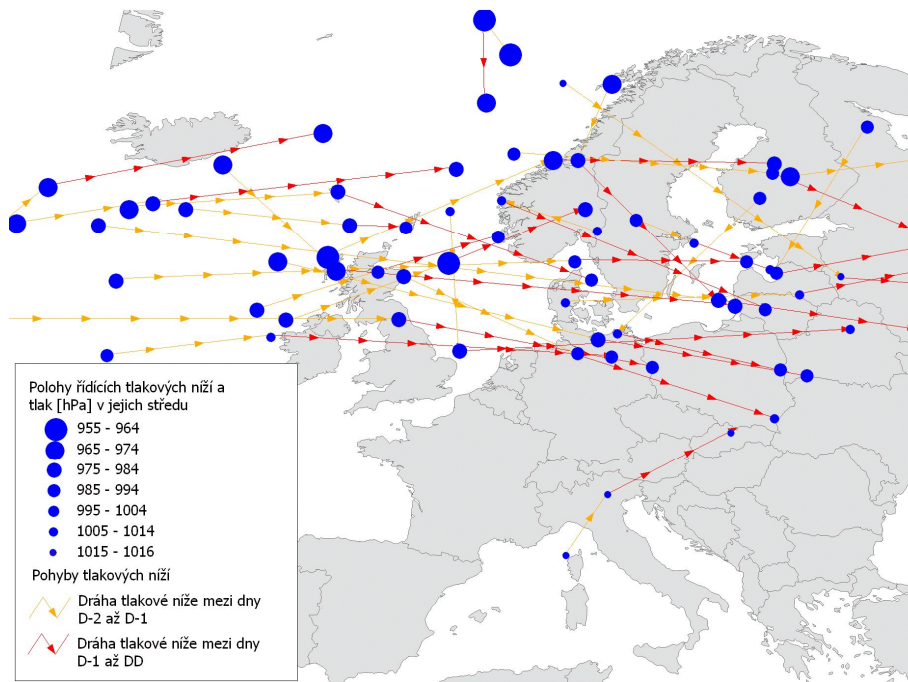 Polohy řídících tlakových níží a
tlak [hPa] v jejich středu
955 - 964
965 - 974
975 - 984
985 - 994
995 - 1004
1005 - 1014
1015 - 1016
Pohyby tlakových níží
Dráha tlakové níže mezi dny
D-2 až D-1
Dráha tlakové níže mezi dny
D-1 až DD